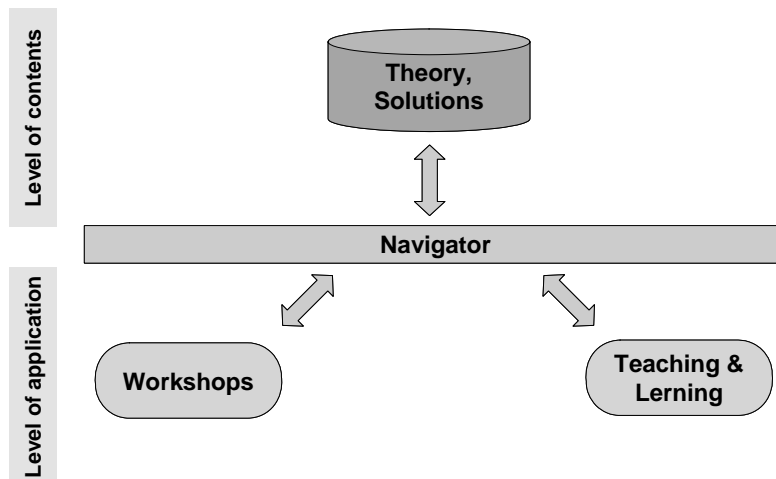 Level of contents
Theory,
Solutions
Navigator
Level of application
Workshops
Teaching &
Lerning